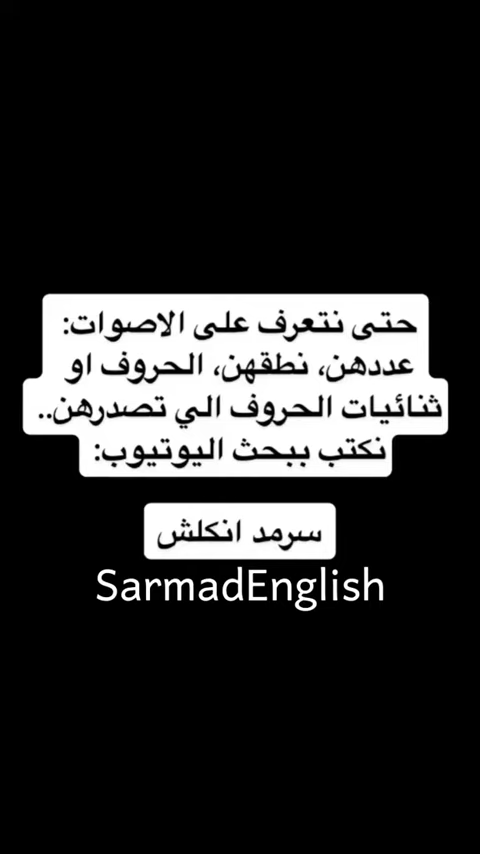 حتى نتعرف على الاصوات:
عددهن، نطقهن، الحروف او
ثنائيات الحروف الي تصدرهن..
نكتب ببحث اليوتيوب:
سرمد انكلش
SarmadEnglish